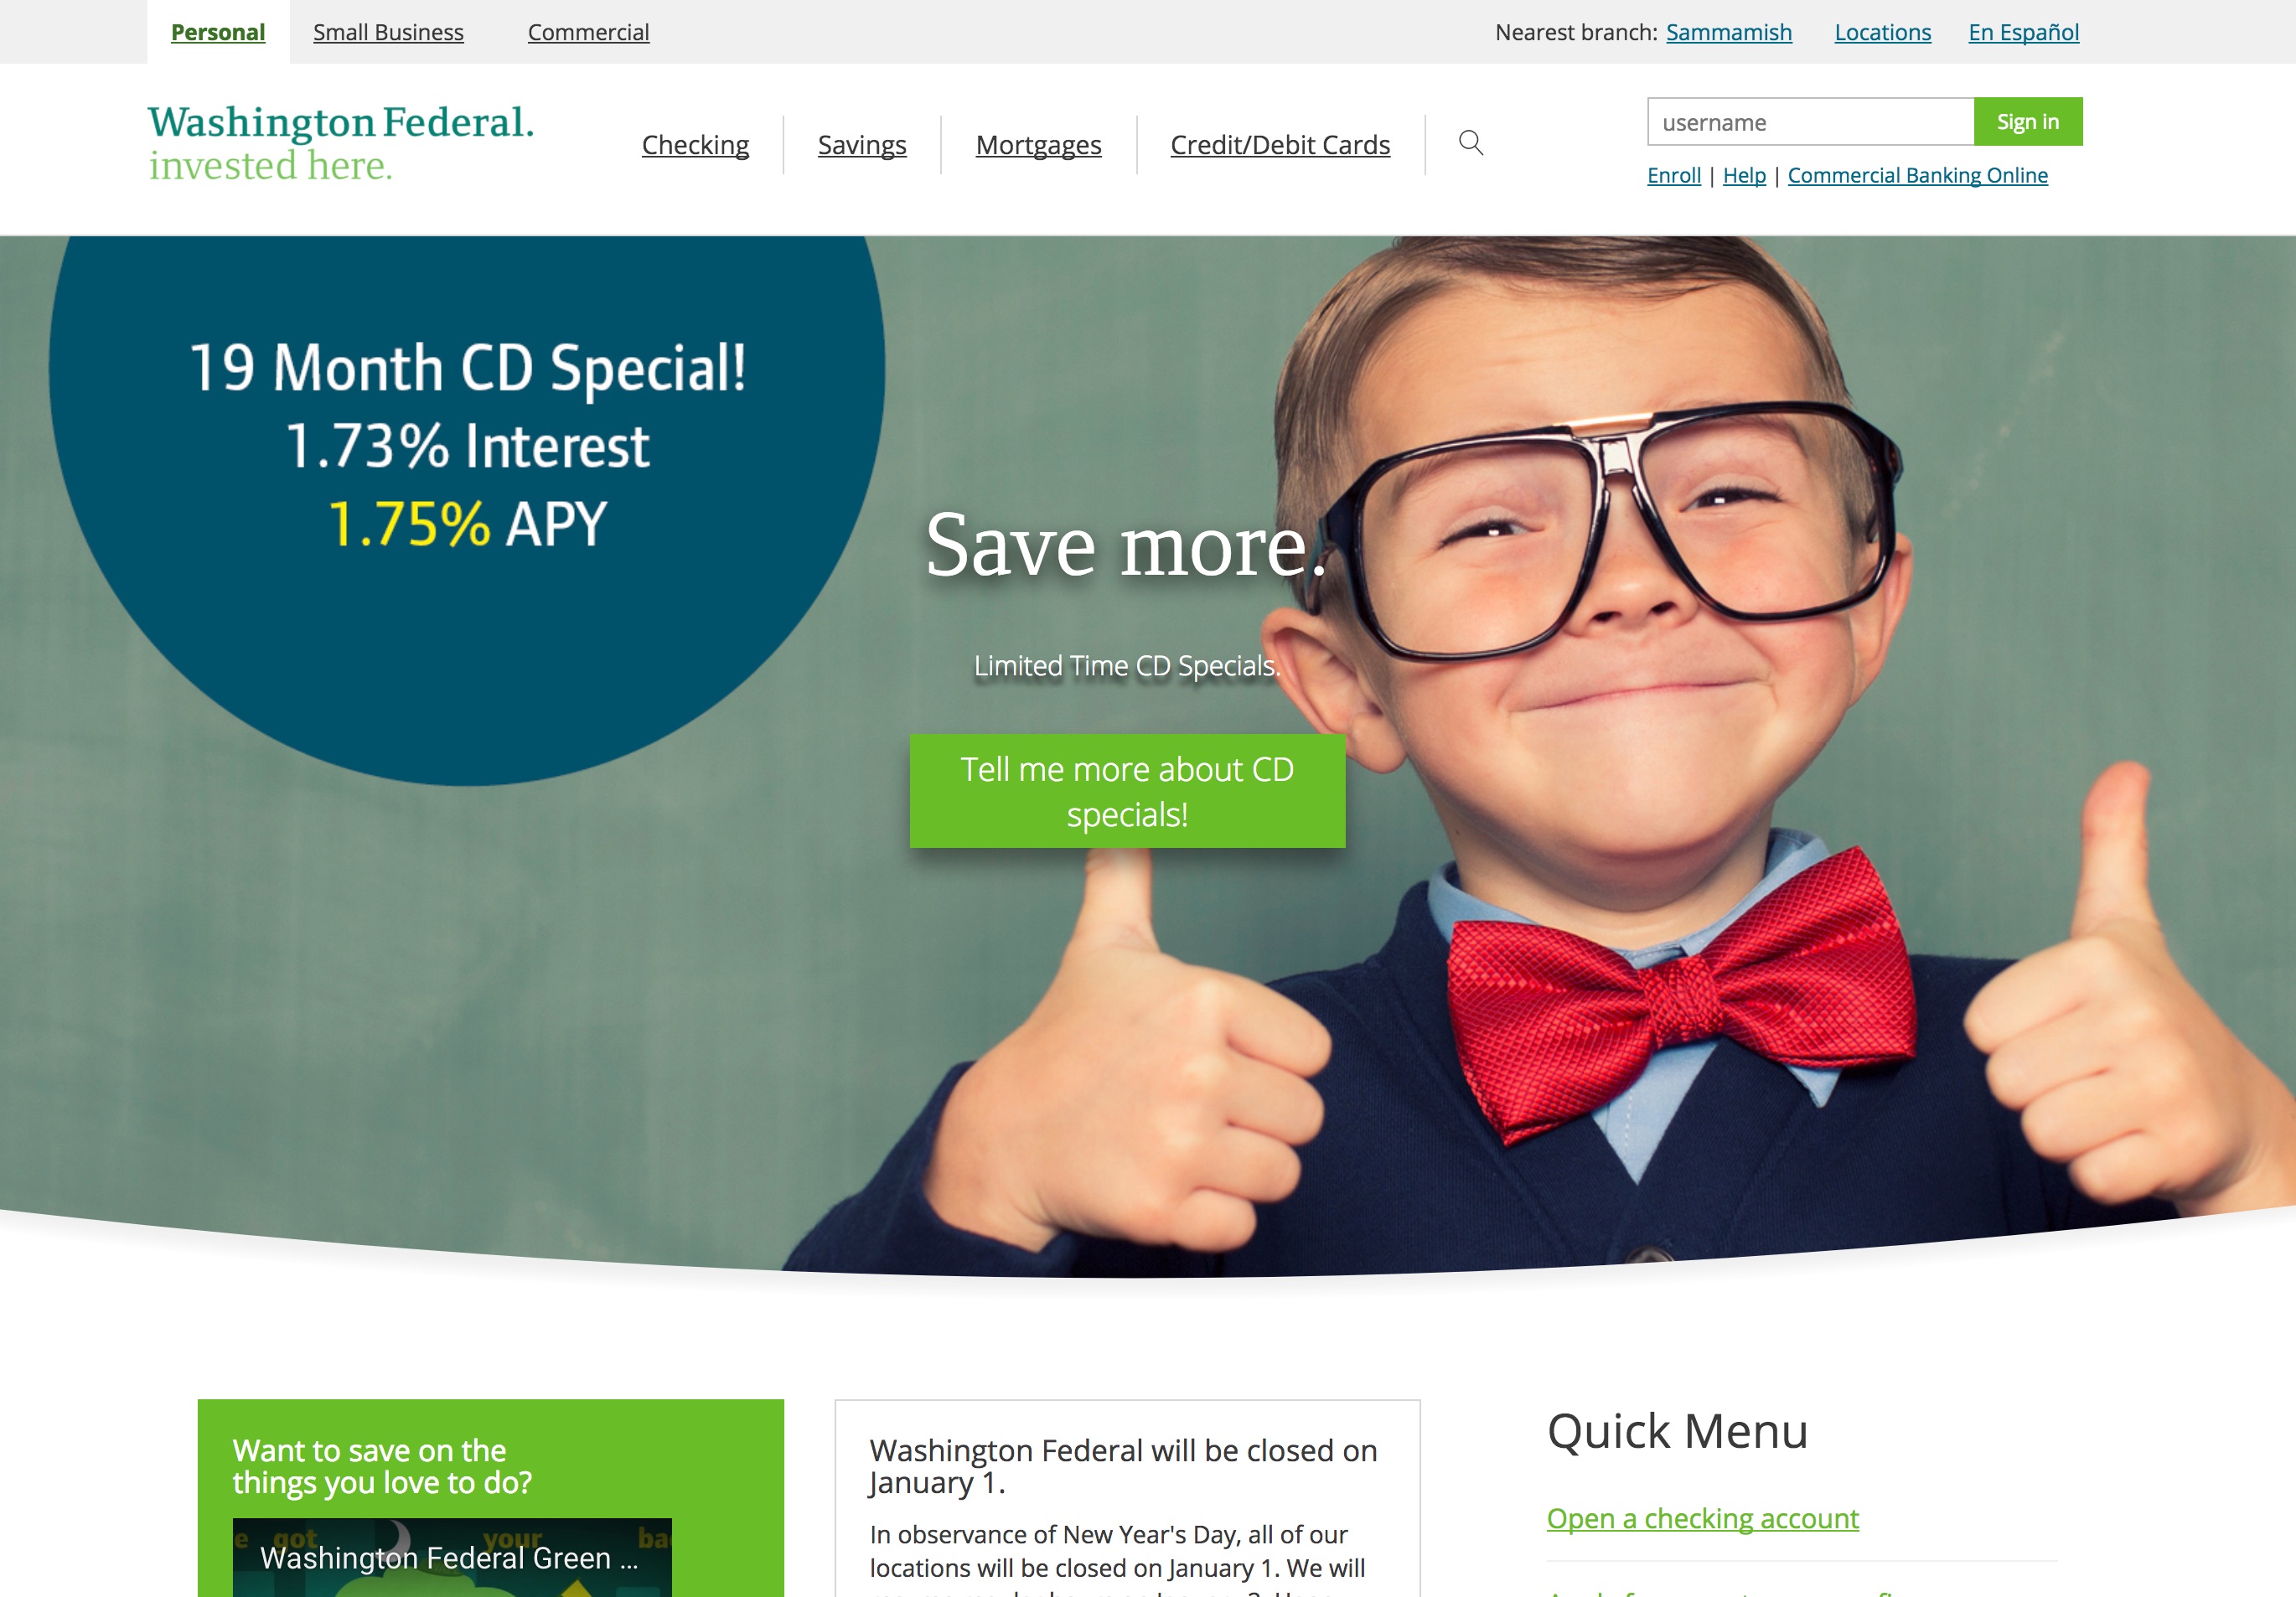 Personal
Small Business
Commercial
Nearest branch: Sammamish
Locations
En Español
Washington Federal.
invested here.
Checking
Savings
Mortgages
Credit/Debit Cards
username
Sign in
Enroll | Help | Commercial Banking Online
19 Month CD Special!
1.73% Interest
1.75% APY
Save more.
Limited Time CD Specials.
Tell me more about CD
specials!
Want to save on the
things you love to do?
got your
Washington Federal Green ...
Washington Federal will be closed on
January 1.
In observance of New Year's Day, all of our
locations will be closed on January 1. We will
Quick Menu
Open a checking account